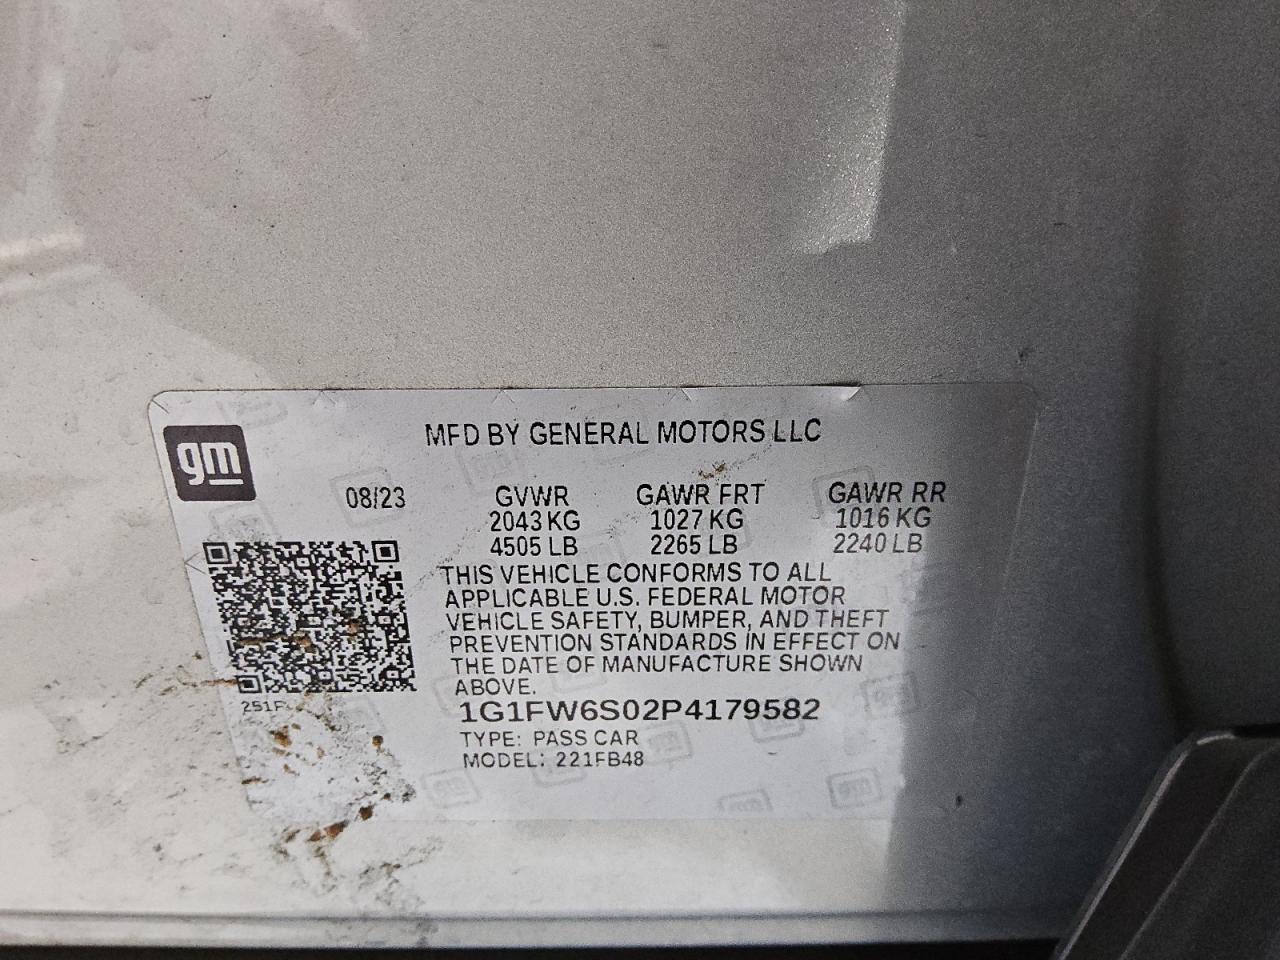 MFD BY GENERAL MOTORS LLC
gm
08/23 GVWR GAWR FRT GAWR RR
2043 KG 1027 KG 1016 KG
4505 LB 2265 LB 2240 LB
THIS VEHICLE CONFORMS TO ALL
APPLICABLE U.S. FEDERAL MOTOR
VEHICLE SAFETY, BUMPER, AND THEFT
PREVENTION STANDARDS IN EFFECT ON
THE DATE OF MANUFACTURE SHOWN
ABOVE.
1G1FW6S02P4179582
TYPE: PASS CAR
MODEL: 221FB48